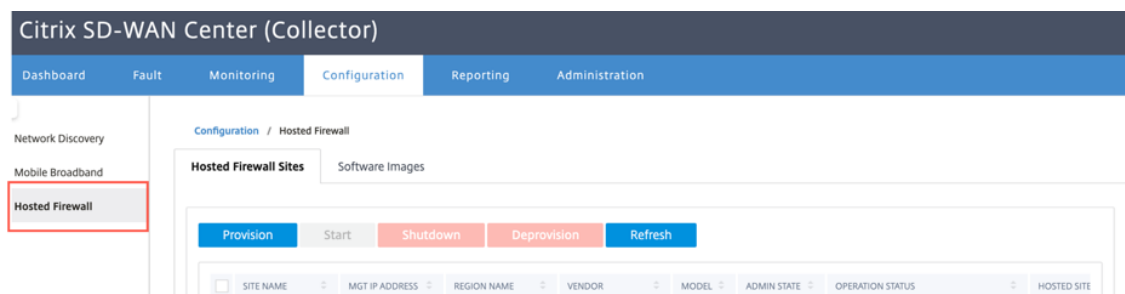 Citrix SD-WAN Center (Collector)
Dashboard Fault Monitoring Configuration Reporting Administration
Network Discovery
Mobile Broadband
Hosted Firewall
Configuration / Hosted Firewall
Hosted Firewall Sites Software Images
Provision Start Shutdown Deprovision Refresh
SITE NAME MGT IP ADDRESS REGION NAME VENDOR MODEL ADMIN STATE OPERATION STATUS HOSTED SITE